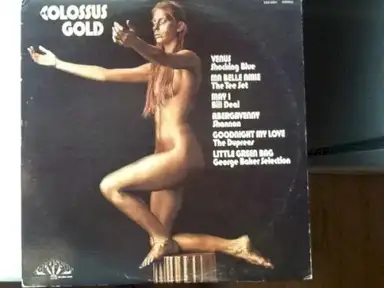 COLOSSUS
GOLD
VENUS
Shocking Blue
MA BELLE AMIE
The Tee Set
MAY I
Bill Deal
ABERGAVENNY
Shannon
GOODNIGHT MY LOVE
The Duprees
LITTLE GREEN BAG
George Baker Selection